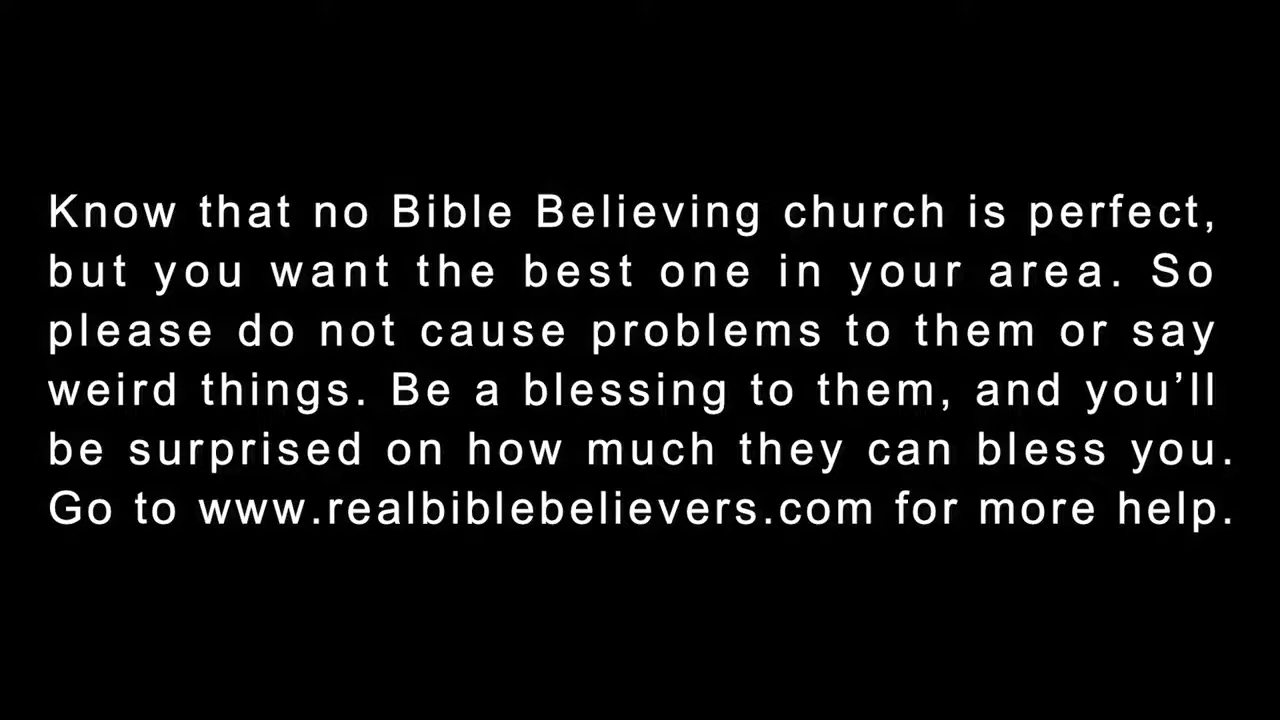 Know that no Bible Believing church is perfect,
but you want the best one in your area. So
please do not cause problems to them or say
weird things. Be a blessing to them, and you’ll
be surprised on how much they can bless you.
Go to www.realbiblebelievers.com for more help.